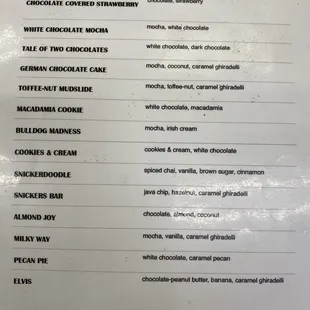 CHOCOLATE COVERED STRAWBERRY chocolate, strawberry
WHITE CHOCOLATE MOCHA mocha, white chocolate
TALE OF TWO CHOCOLATES white chocolate, dark chocolate
GERMAN CHOCOLATE CAKE mocha, coconut, caramel ghiradelli
TOFFEE-NUT MUDSLIDE mocha, toffee-nut, caramel ghiradelli
MACADAMIA COOKIE white chocolate, macadamia
BULLDOG MADNESS mocha, irish cream
COOKIES & CREAM cookies & cream, white chocolate
SNICKERDOODLE spiced chai, vanilla, brown sugar, cinnamon
SNICKERS BAR java chip, hazelnut, caramel ghiradelli
ALMOND JOY chocolate, almond, coconut
MILKY WAY mocha, vanilla, caramel ghiradelli
PECAN PIE white chocolate, caramel pecan
ELVIS chocolate-peanut butter, banana, caramel ghiradelli